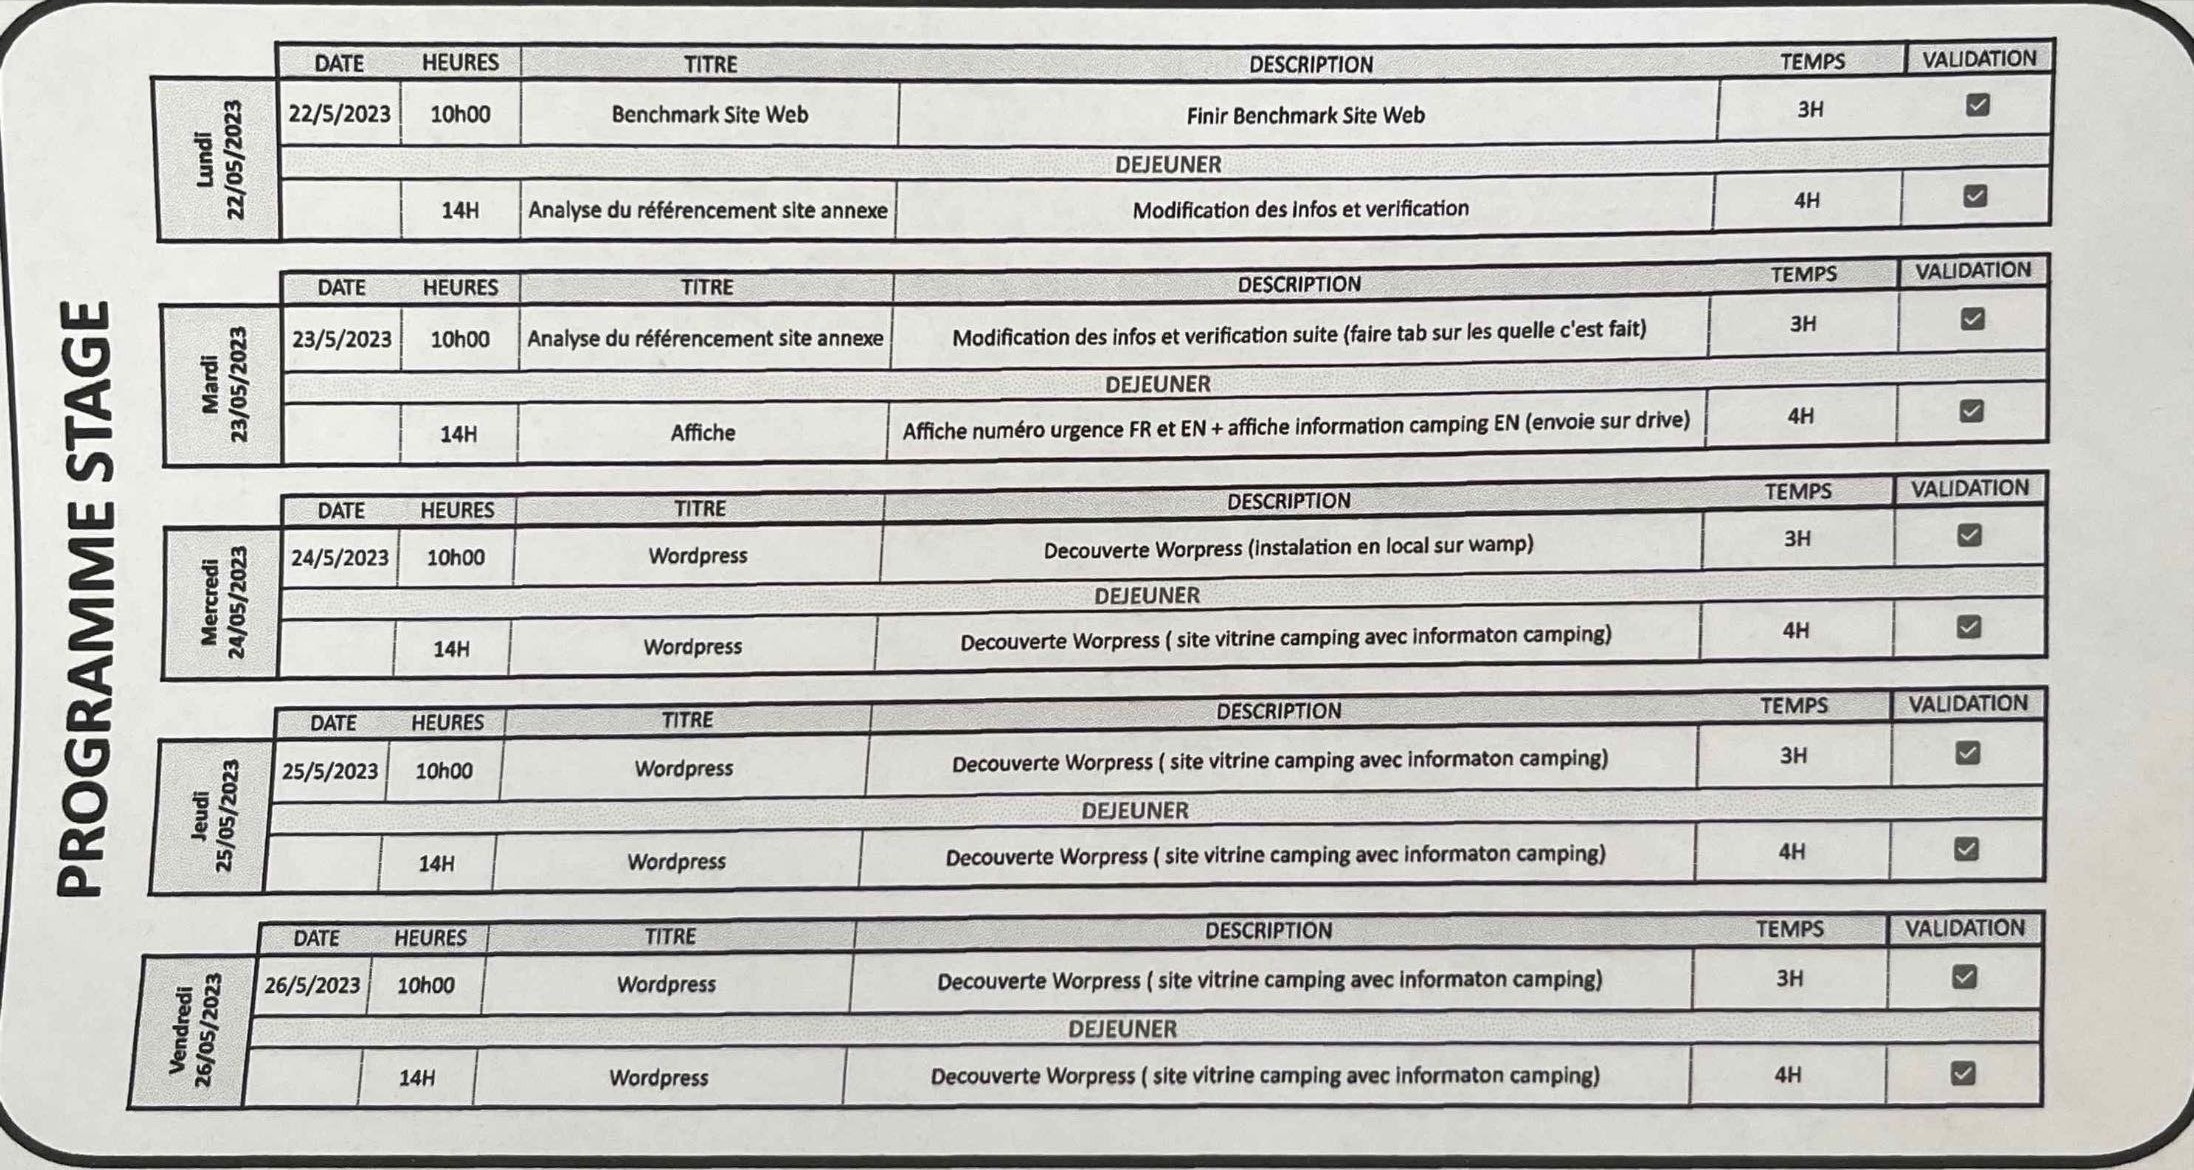 PROGRAMME STAGE
DATE HEURES TITRE DESCRIPTION TEMPS VALIDATION
Lundi
22/05/2023
22/5/2023 10h00 Benchmark Site Web Finir Benchmark Site Web 3H
DEJEUNER
14H Analyse du référencement site annexe Modification des infos et verification 4H
DATE HEURES TITRE DESCRIPTION TEMPS VALIDATION
Mardi
23/05/2023
23/5/2023 10h00 Analyse du référencement site annexe Modification des infos et verification suite (faire tab sur les quelle c'est fait) 3H
DEJEUNER
14H Affiche Affiche numéro urgence FR et EN + affiche information camping EN (envoie sur drive) 4H
DATE HEURES TITRE DESCRIPTION TEMPS VALIDATION
Mercredi
24/05/2023
24/5/2023 10h00 Wordpress Decouverte Worpress (instalation en local sur wamp) 3H
DEJEUNER
14H Wordpress Decouverte Worpress ( site vitrine camping avec informaton camping) 4H
DATE HEURES TITRE DESCRIPTION TEMPS VALIDATION
Jeudi
25/05/2023
25/5/2023 10h00 Wordpress Decouverte Worpress ( site vitrine camping avec informaton camping) 3H
DEJEUNER
14H Wordpress Decouverte Worpress ( site vitrine camping avec informaton camping) 4H
DATE HEURES TITRE DESCRIPTION TEMPS VALIDATION
Vendredi
26/05/2023
26/5/2023 10h00 Wordpress Decouverte Worpress ( site vitrine camping avec informaton camping) 3H
DEJEUNER
14H Wordpress Decouverte Worpress ( site vitrine camping avec informaton camping) 4H